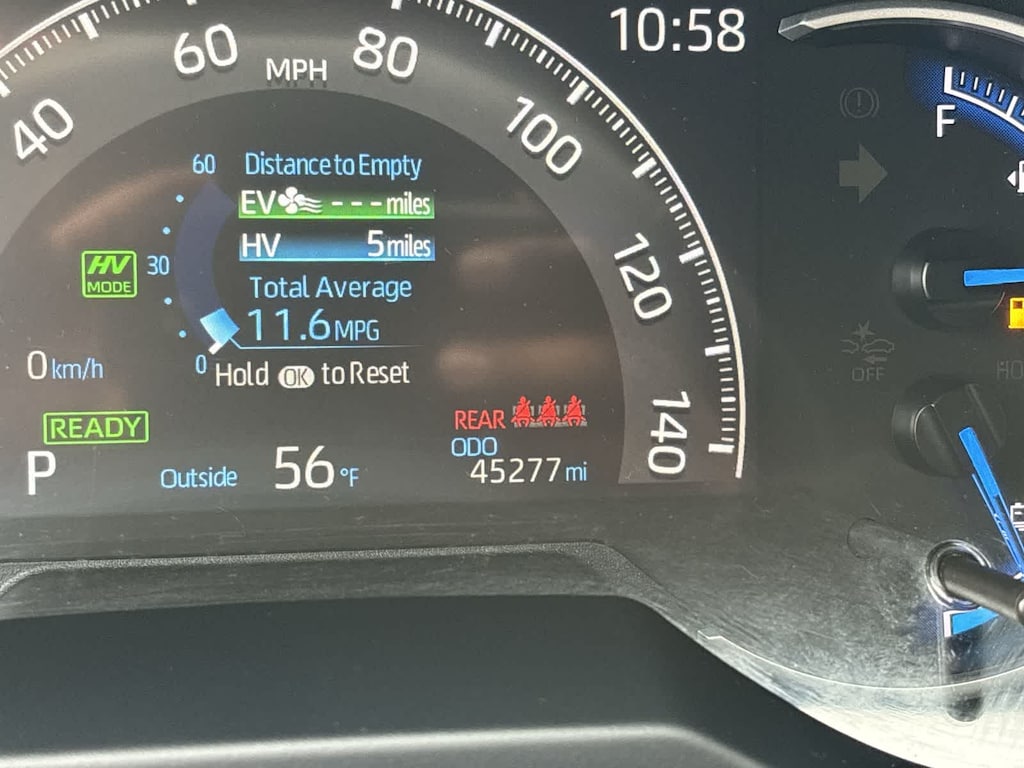 10:58
60
80
MPH
40
100
F
60 Distance to Empty
EV --- miles
HV 5 miles
HV MODE
30
Total Average
120
11.6 MPG
0 km/h
0
Hold OK to Reset
OFF
READY
REAR
140
ODO
P
Outside 56 °F
45277 mi